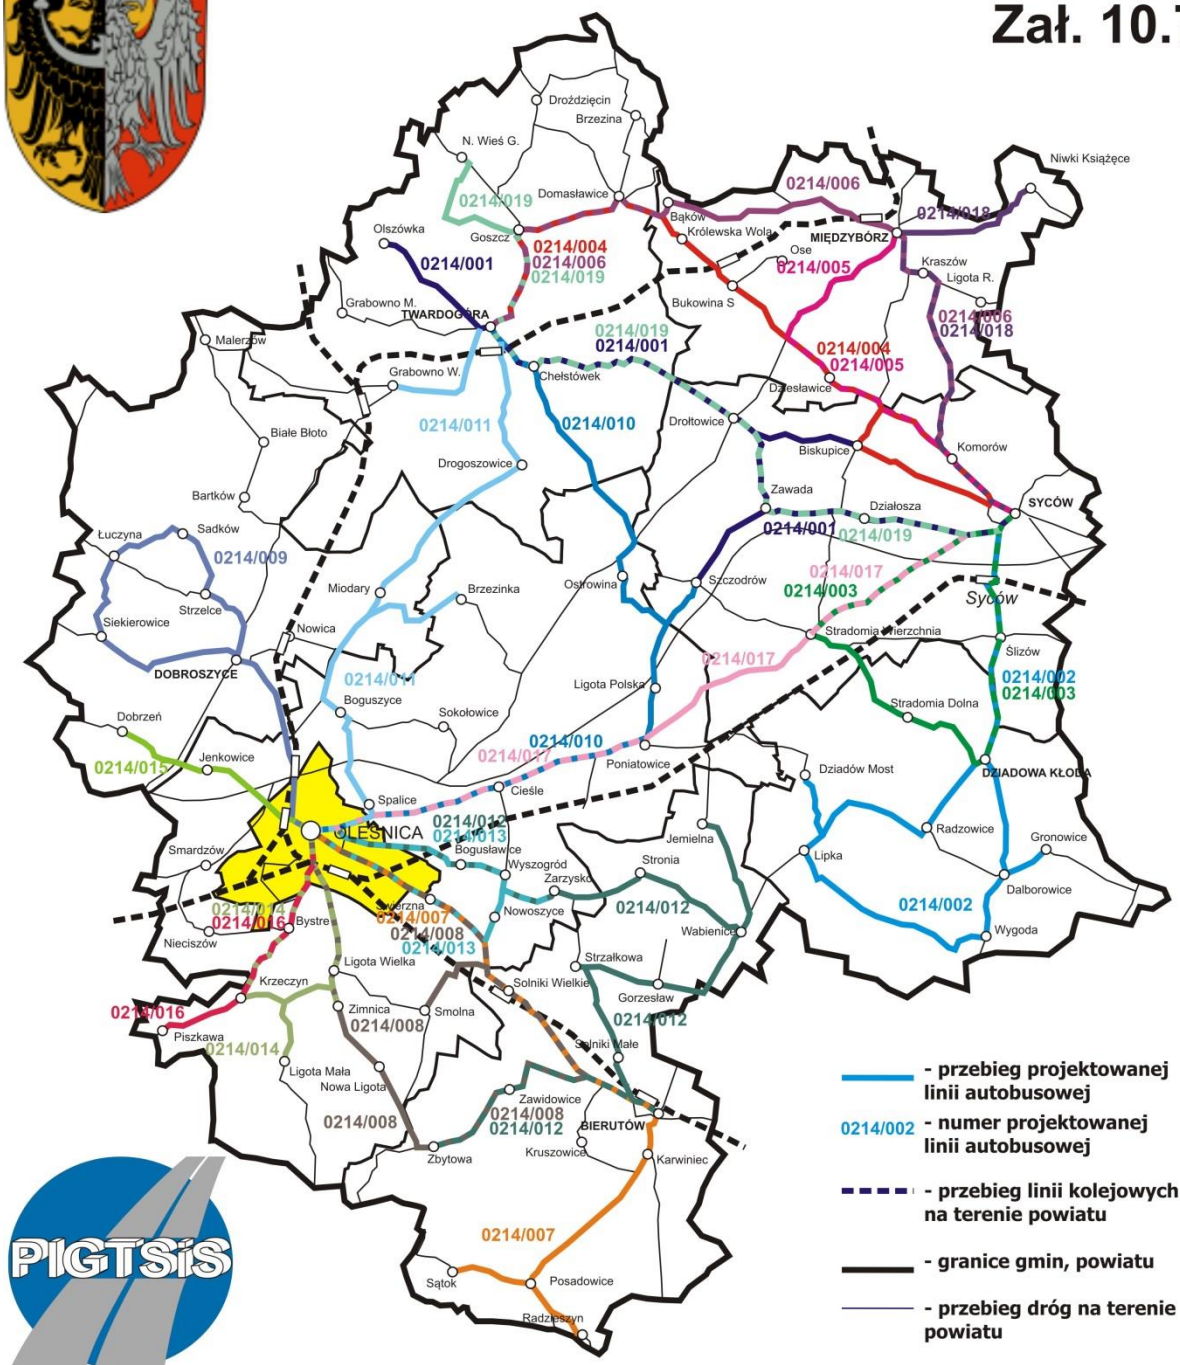 Zał. 10.
Droździęcin
Brzezina
N. Wieś G.
Niwki Książęce
0214/006
Domasławice
0214/019
Bąków
0214/018
Olszówka
Goszcz
Królewska Wola
MIĘDZYBÓRZ
0214/004
0214/006
0214/019
Ose
0214/001
0214/005
Kraszów
Ligota R.
Grabowno M.
TWARDOGÓRA
Bukowina S
0214/006
0214/018
0214/019
0214/001
Malerzów
0214/004
0214/005
Grabowno W.
Chełstówek
Dziesławice
0214/011
0214/010
Drołtowice
Białe Błoto
Biskupice
Komorów
Drogoszowice
Bartków
Zawada
Działosza
SYCÓW
Łuczyna
Sadków
0214/001
0214/019
0214/009
0214/017
0214/003
Miodary
Brzezinka
Ostrowina
Szczodrów
Syców
Strzelce
Siekierowice
Nowica
Stradomia Wierzchnia
Ślizów
DOBROSZYCE
0214/017
0214/011
Ligota Polska
0214/002
0214/003
Boguszyce
Sokołowice
Stradomia Dolna
Dobrzeń
0214/010
0214/017
0214/015
Jenkowice
Poniatowice
Dziadów Most
DZIADOWA KŁODA
Cieśle
Spalice
OLEŚNICA
0214/012
0214/013
Jemielna
Radzowice
Gronowice
Smardzów
Bogusławice
Wyszogród
Stronia
Lipka
Zarzysko
Dalborowice
Świerzna
0214/014
0214/016
0214/007
0214/008
0214/013
Nowoszyce
0214/012
0214/002
Bystre
Nieciszów
Wabienice
Wygoda
Strzałkowa
Ligota Wielka
Krzeczyn
Solniki Wielkie
Gorzesław
0214/016
Zimnica
0214/008
Smolna
0214/012
Piszkawa
0214/014
Solniki Małe
Ligota Mała
Nowa Ligota
Zawidowice
0214/008
0214/008
0214/012
BIERUTÓW
Zbytowa
Kruszowice
Karwiniec
0214/007
Sątok
Posadowice
Radzieszyn
- przebieg projektowanej
linii autobusowej
0214/002 - numer projektowanej
linii autobusowej
- przebieg linii kolejowych
na terenie powiatu
- granice gmin, powiatu
- przebieg dróg na terenie
powiatu
PIGTSiS